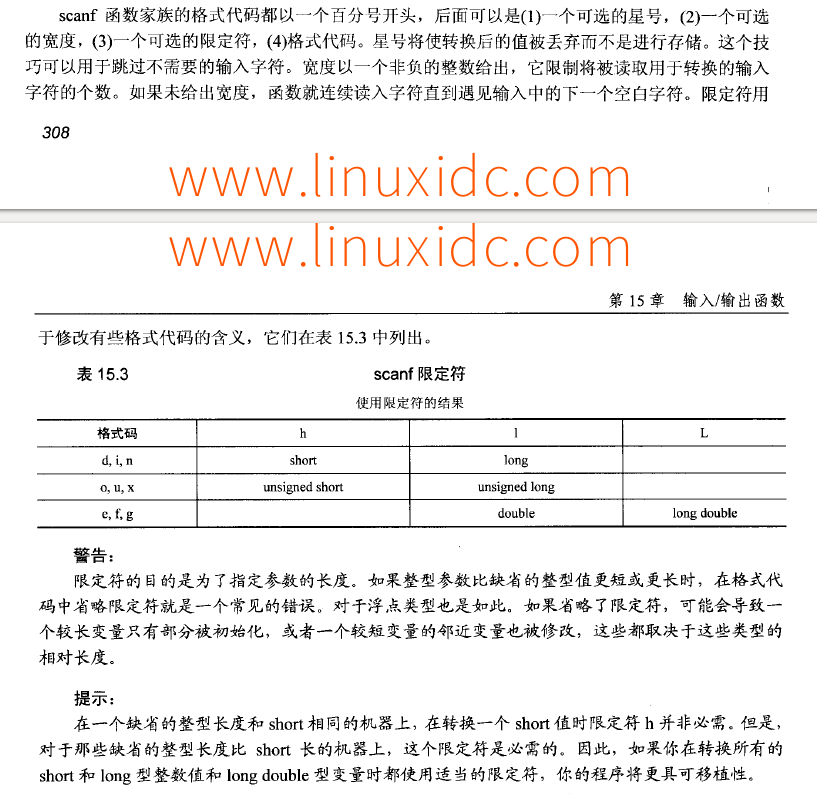 scanf 函数家族的格式代码都以一个百分号开头，后面可以是(1)一个可选的星号，(2)一个可选
的宽度，(3)一个可选的限定符，(4)格式代码。星号将使转换后的值被丢弃而不是进行存储。这个技
巧可以用于跳过不需要的输入字符。宽度以一个非负的整数给出，它限制将被读取用于转换的输入
字符的个数。如果未给出宽度，函数就连续读入字符直到遇见输入中的下一个空白字符。限定符用
308
www.linuxidc.com
www.linuxidc.com
第 15 章 输入/输出函数
于修改有些格式代码的含义，它们在表 15.3 中列出。
表 15.3 scanf 限定符
使用限定符的结果
格式码 h l L
d, i, n short long
o, u, x unsigned short unsigned long
e, f, g double long double
警告：
限定符的目的是为了指定参数的长度。如果整型参数比缺省的整型值更短或更长时，在格式代
码中省略限定符就是一个常见的错误。对于浮点类型也是如此。如果省略了限定符，可能会导致一
个较长变量只有部分被初始化，或者一个较短变量的邻近变量也被修改，这些都取决于这些类型的
相对长度。
提示：
在一个缺省的整型长度和 short 相同的机器上，在转换一个 short 值时限定符 h 并非必需。但是，
对于那些缺省的整型长度比 short 长的机器上，这个限定符是必需的。因此，如果你在转换所有的
short 和 long 型整数值和 long double 型变量时都使用适当的限定符，你的程序将更具可移植性。